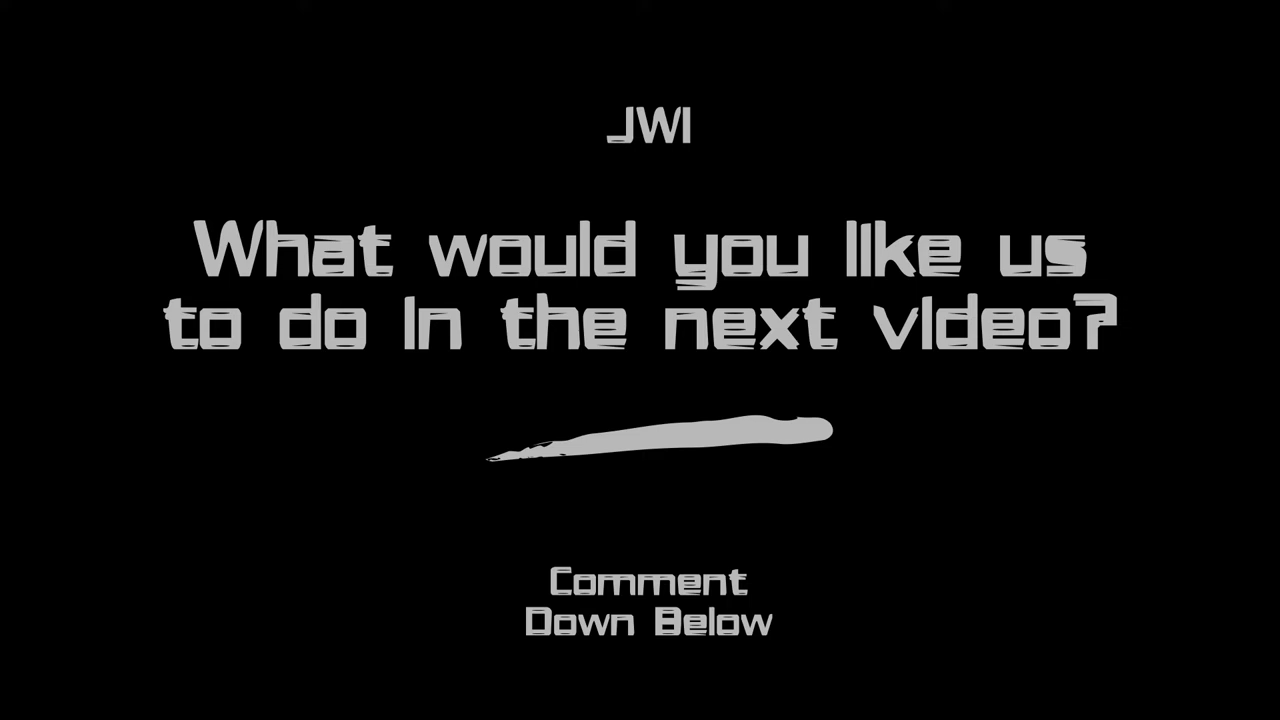 JWI
What would you like us
to do in the next video?
Comment
Down Below